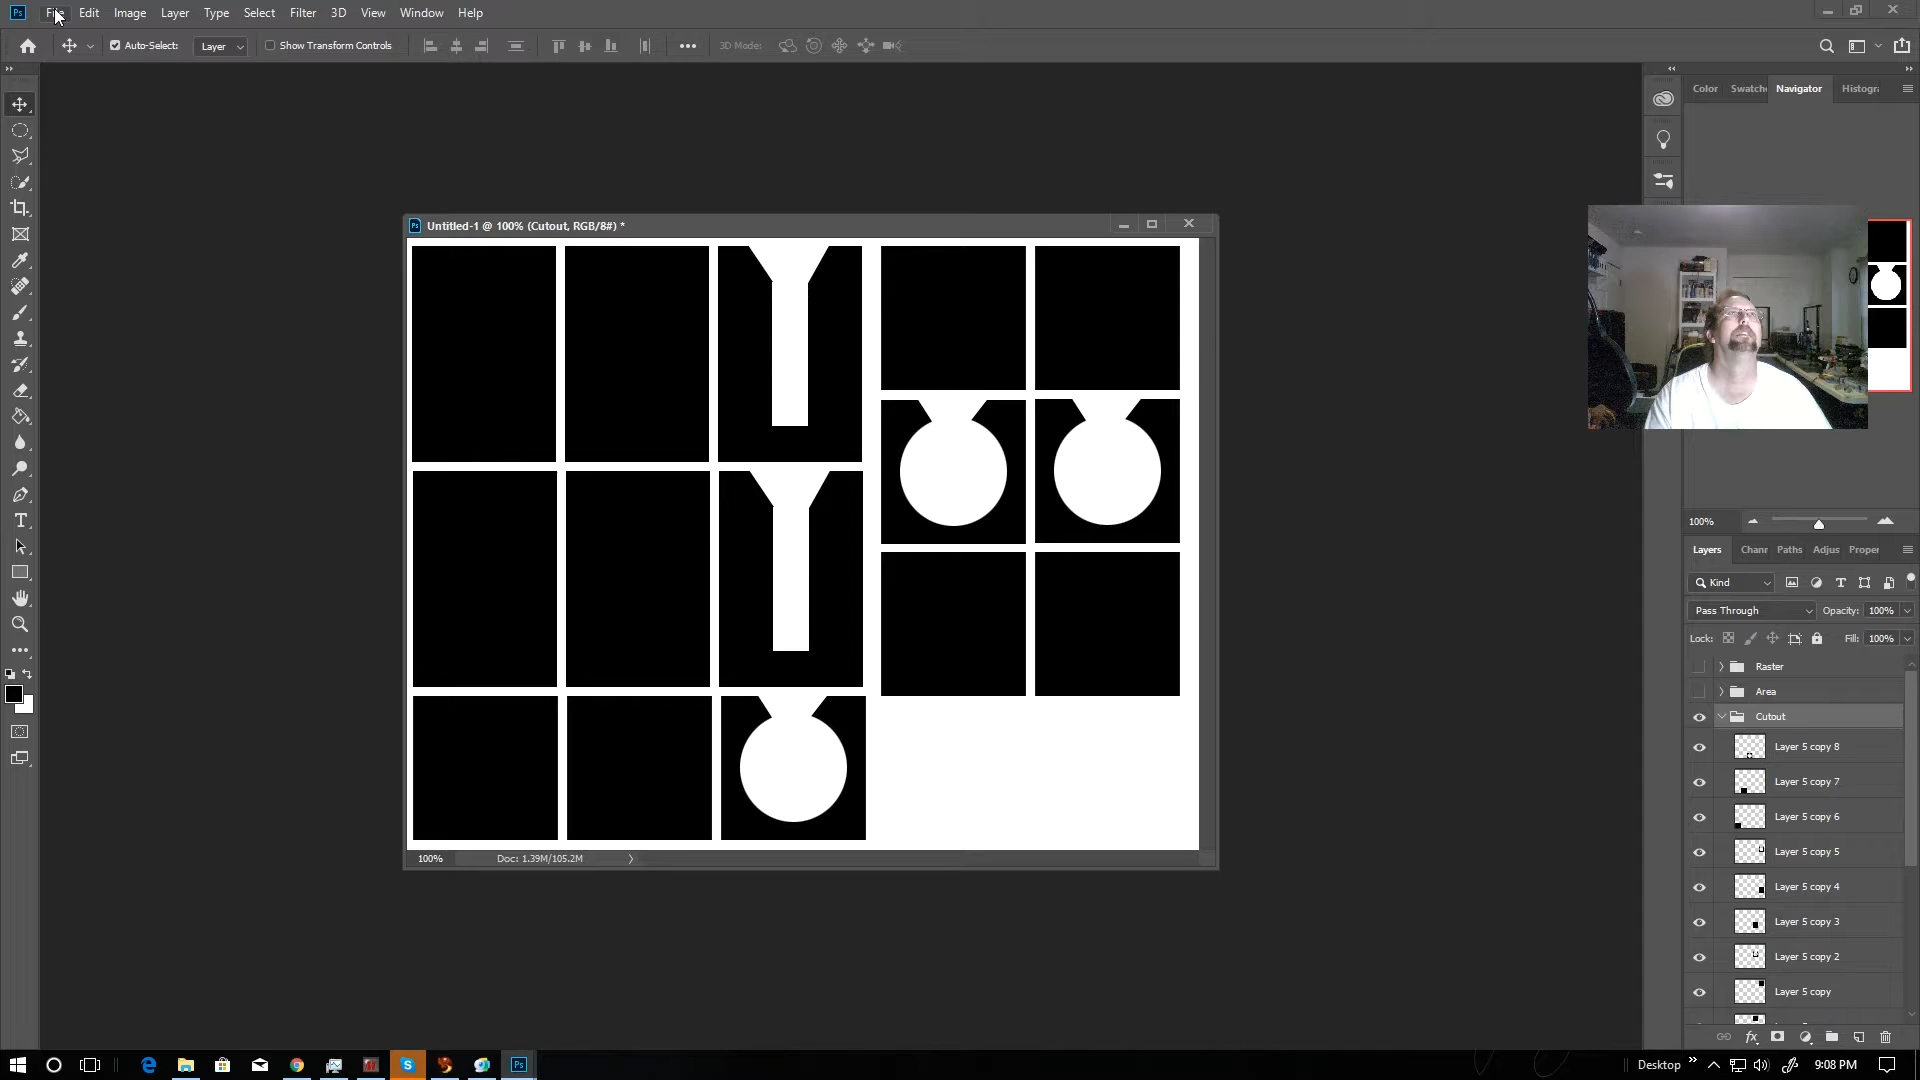 Ps File Edit Image Layer Type Select Filter 3D View Window Help
Auto-Select: Layer Show Transform Controls 3D Mode:
Color Swatche Navigator Histogra
Ps Untitled-1 @ 100% (Cutout, RGB/8#) *
100%
Layers Chann Paths Adjus Proper
Kind
Pass Through Opacity: 100%
Lock: Fill: 100%
Raster
Area
Cutout
Layer 5 copy 8
Layer 5 copy 7
Layer 5 copy 6
Layer 5 copy 5
Layer 5 copy 4
Layer 5 copy 3
Layer 5 copy 2
Layer 5 copy
100% Doc: 1.39M/105.2M
Desktop 9:08 PM